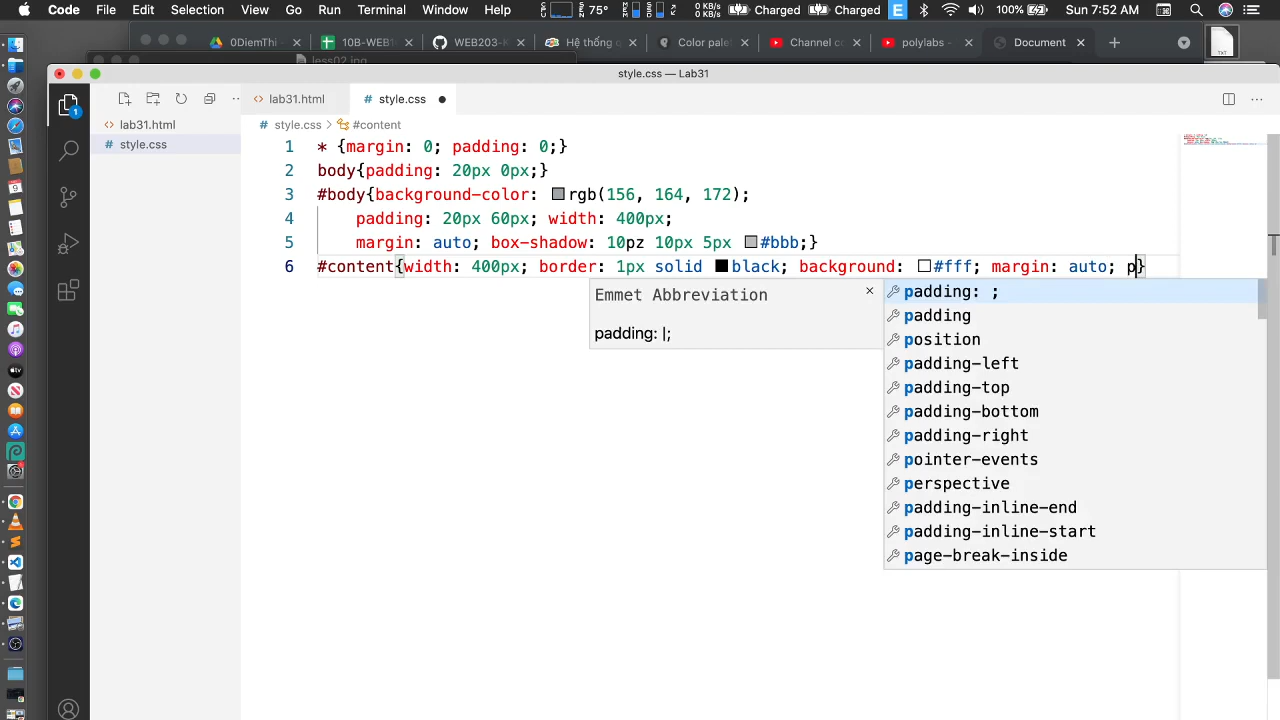 Code File Edit Selection View Go Run Terminal Window Help 75° 0 KB/s 0 KB/s Charged Charged E 100% Sun 7:52 AM
0DiemThi - 10B-WEB1 WEB203-K Hệ thống q Color pale Channel co polylabs - Document
less02.jpg
TXT
style.css — Lab31
lab31.html style.css
1
lab31.html
style.css
style.css > #content
1 * {margin: 0; padding: 0;}
2 body{padding: 20px 0px;}
3 #body{background-color: rgb(156, 164, 172);
4 padding: 20px 60px; width: 400px;
5 margin: auto; box-shadow: 10pz 10px 5px #bbb;}
6 #content{width: 400px; border: 1px solid black; background: #fff; margin: auto; p}
Emmet Abbreviation
padding: |;
padding: ;
padding
position
padding-left
padding-top
padding-bottom
padding-right
pointer-events
perspective
padding-inline-end
padding-inline-start
page-break-inside